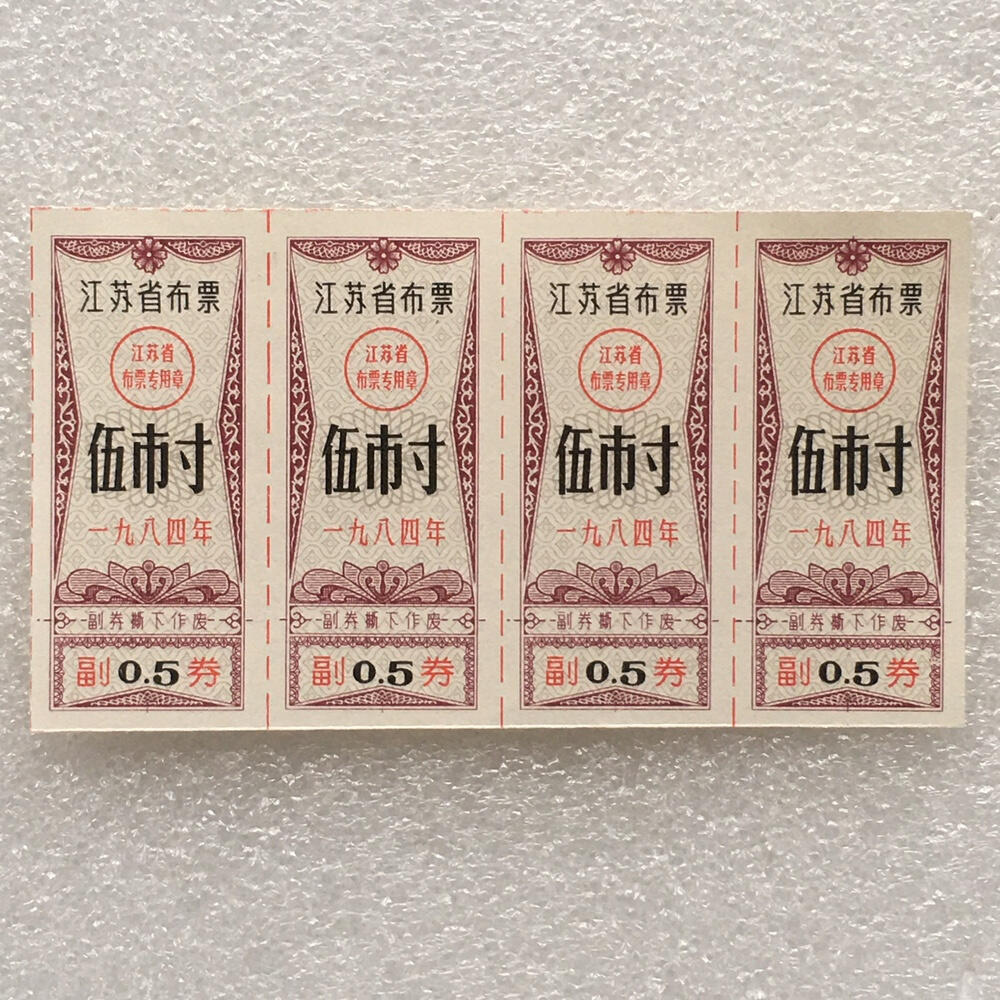 江苏省布票
江苏省
布票专用章
伍市寸
一九八四年
副券撕下作废
副0.5券
江苏省布票
江苏省
布票专用章
伍市寸
一九八四年
副券撕下作废
副0.5券
江苏省布票
江苏省
布票专用章
伍市寸
一九八四年
副券撕下作废
副0.5券
江苏省布票
江苏省
布票专用章
伍市寸
一九八四年
副券撕下作废
副0.5券